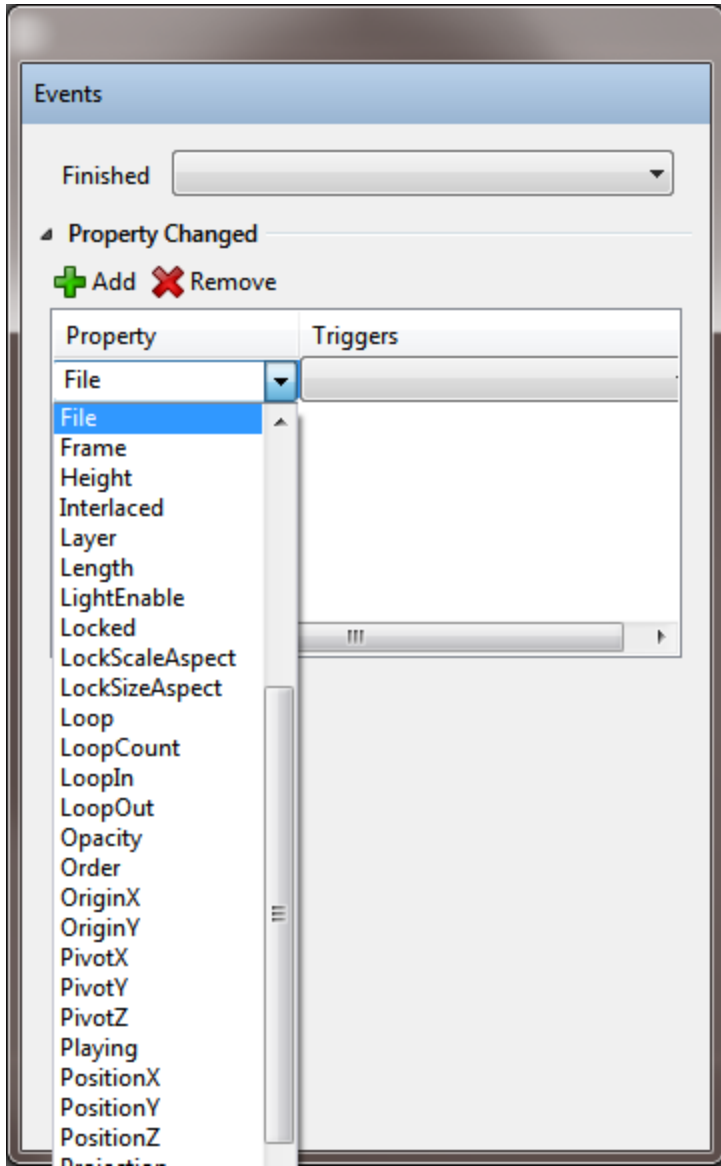 Events
Finished
Property Changed
Add Remove
Property Triggers
File
File
Frame
Height
Interlaced
Layer
Length
LightEnable
Locked
LockScaleAspect
LockSizeAspect
Loop
LoopCount
LoopIn
LoopOut
Opacity
Order
OriginX
OriginY
PivotX
PivotY
PivotZ
Playing
PositionX
PositionY
PositionZ